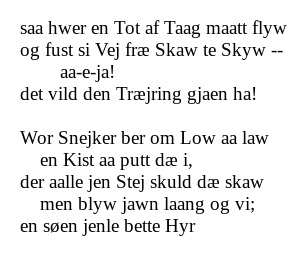 saa hwer en Tot af Taag maatt flyw
og fust si Vej fræ Skaw te Skyw --
aa-e-ja!
det vild den Træjring gjaen ha!

Wor Snejker ber om Low aa law
en Kist aa putt dæ i,
der aalle jen Stej skuld dæ skaw
men blyw jawn laang og vi;
en søen jenle bette Hyr